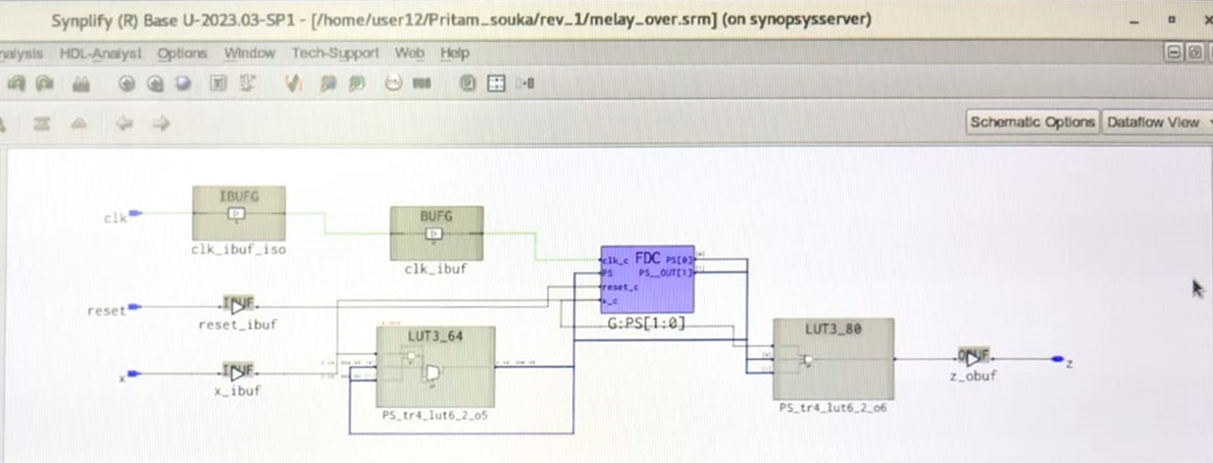 Synplify (R) Base U-2023.03-SP1 - [/home/user12/Pritam_souka/rev_1/melay_over.srm] (on synopsysserver)
nalysis HDL-Analyst Options Window Tech-Support Web Help
Schematic Options Dataflow View
IBUFG
clk
clk_ibuf_iso
BUFG
clk_ibuf
clk_c FDC PS[0]
PS PS__OUT[1]
reset_c
x_c
G:PS[1:0]
reset
IBUF
reset_ibuf
x
IBUF
x_ibuf
LUT3_64
PS_tr4_lut6_2_o5
LUT3_80
PS_tr4_lut6_2_o6
OBUF
z_obuf
z